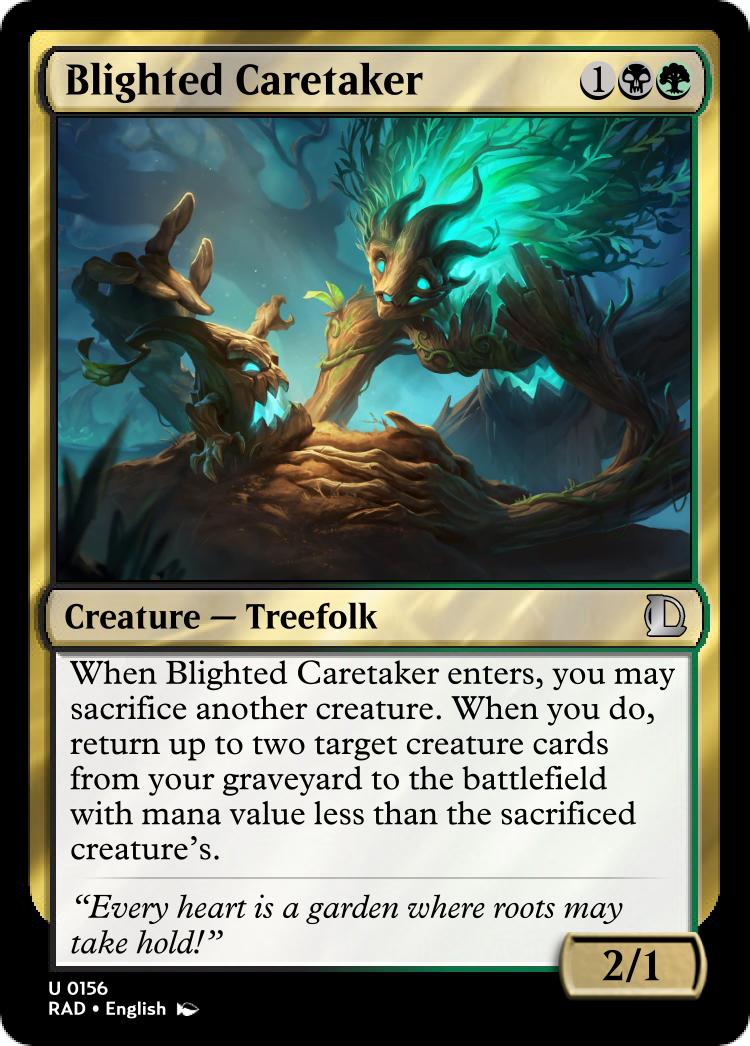 Blighted Caretaker 1
Creature — Treefolk
When Blighted Caretaker enters, you may
sacrifice another creature. When you do,
return up to two target creature cards
from your graveyard to the battlefield
with mana value less than the sacrificed
creature’s.
“Every heart is a garden where roots may
take hold!”
2/1
U 0156
RAD • English